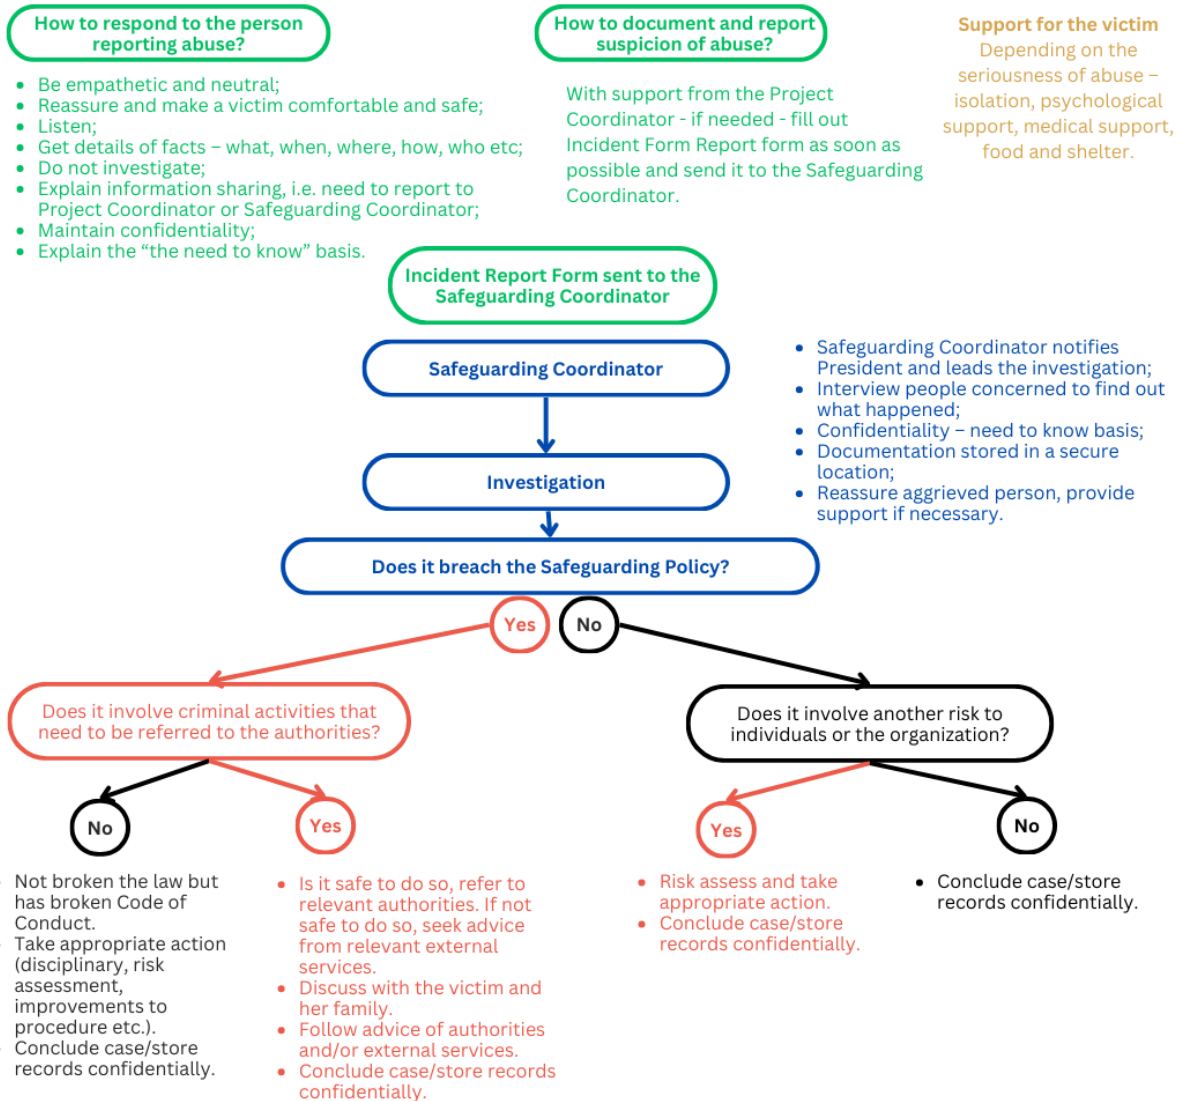 How to respond to the person
reporting abuse?
• Be empathetic and neutral;
• Reassure and make a victim comfortable and safe;
• Listen;
• Get details of facts – what, when, where, how, who etc;
• Do not investigate;
• Explain information sharing, i.e. need to report to
Project Coordinator or Safeguarding Coordinator;
• Maintain confidentiality;
• Explain the “the need to know” basis.
How to document and report
suspicion of abuse?
With support from the Project
Coordinator - if needed - fill out
Incident Form Report form as soon as
possible and send it to the Safeguarding
Coordinator.
Support for the victim
Depending on the
seriousness of abuse –
isolation, psychological
support, medical support,
food and shelter.
Incident Report Form sent to the
Safeguarding Coordinator
Safeguarding Coordinator
Investigation
Does it breach the Safeguarding Policy?
• Safeguarding Coordinator notifies
President and leads the investigation;
• Interview people concerned to find out
what happened;
• Confidentiality – need to know basis;
• Documentation stored in a secure
location;
• Reassure aggrieved person, provide
support if necessary.
Yes
No
Does it involve criminal activities that
need to be referred to the authorities?
Does it involve another risk to
individuals or the organization?
No
Yes
Yes
No
Not broken the law but
has broken Code of
Conduct.
Take appropriate action
(disciplinary, risk
assessment,
improvements to
procedure etc.).
Conclude case/store
records confidentially.
• Is it safe to do so, refer to
relevant authorities. If not
safe to do so, seek advice
from relevant external
services.
• Discuss with the victim and
her family.
• Follow advice of authorities
and/or external services.
• Conclude case/store records
confidentially.
• Risk assess and take
appropriate action.
• Conclude case/store
records confidentially.
• Conclude case/store
records confidentially.